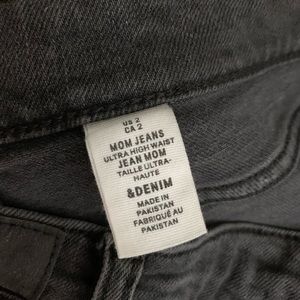 US 2
CA 2
MOM JEANS
ULTRA HIGH WAIST
JEAN MOM
TAILLE ULTRA-
HAUTE
&DENIM
MADE IN
PAKISTAN
FABRIQUÉ AU
PAKISTAN